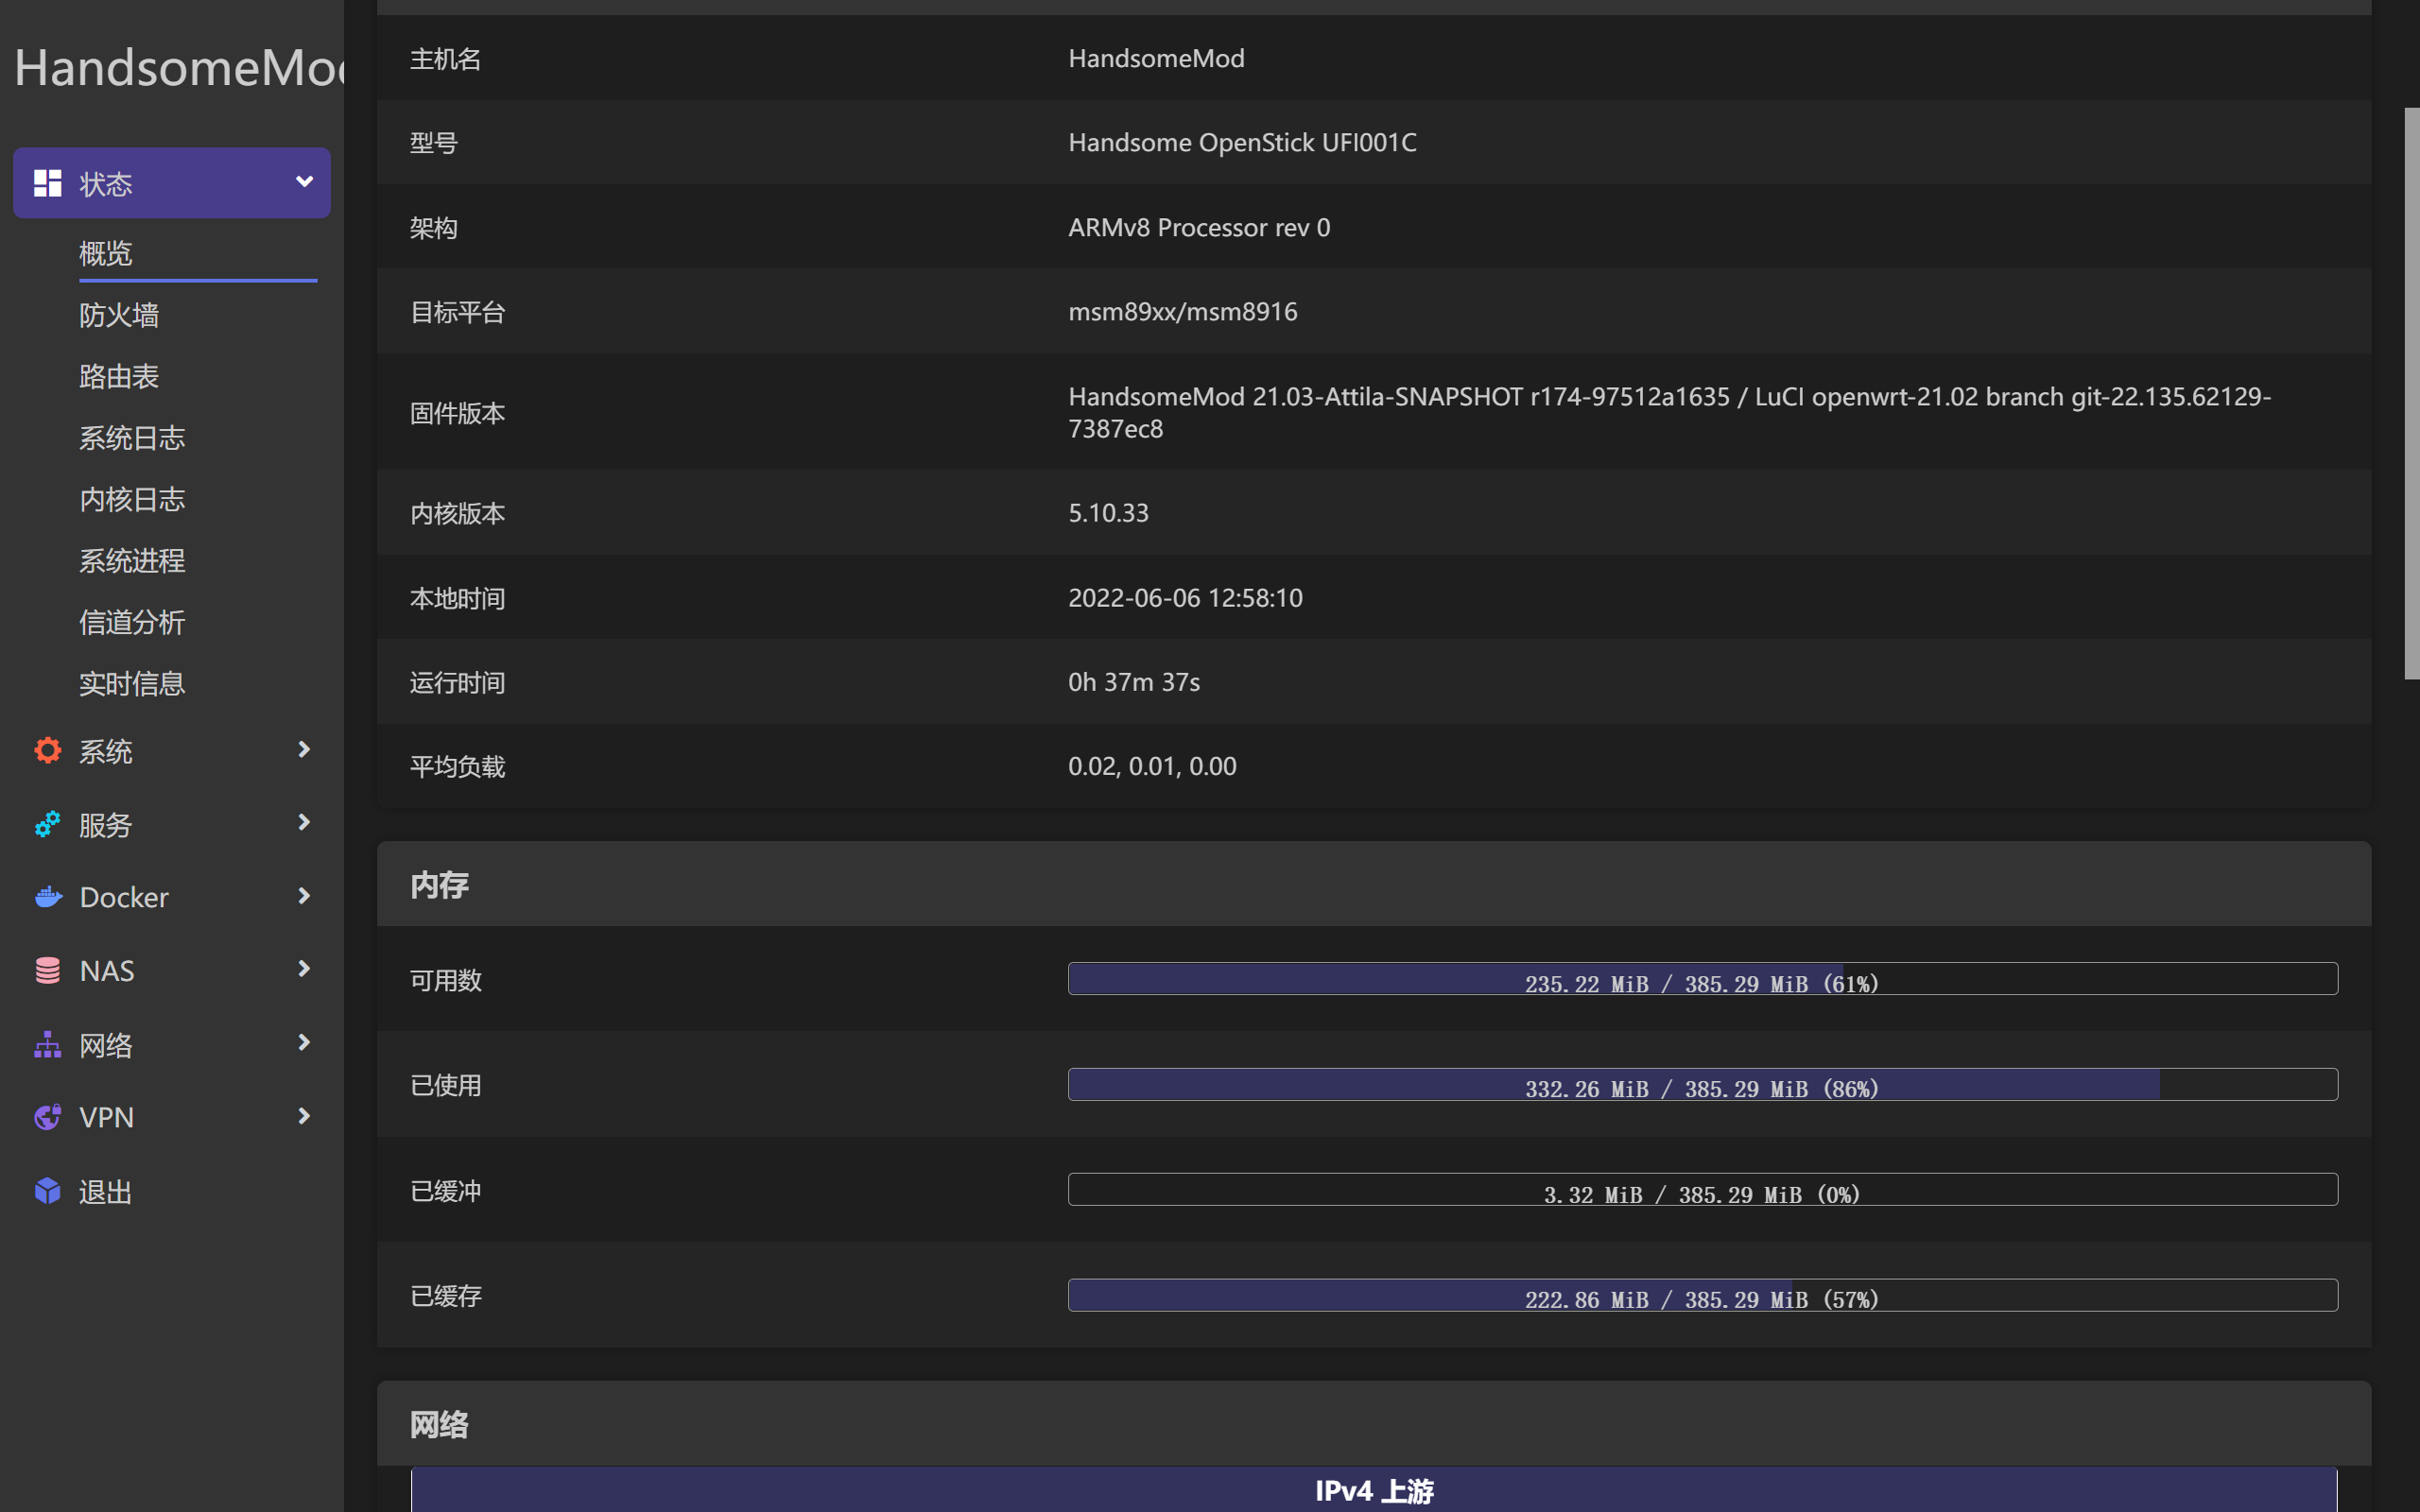 HandsomeMod
状态
概览
防火墙
路由表
系统日志
内核日志
系统进程
信道分析
实时信息
系统
服务
Docker
NAS
网络
VPN
退出
主机名 HandsomeMod
型号 Handsome OpenStick UFI001C
架构 ARMv8 Processor rev 0
目标平台 msm89xx/msm8916
固件版本 HandsomeMod 21.03-Attila-SNAPSHOT r174-97512a1635 / LuCI openwrt-21.02 branch git-22.135.62129-
7387ec8
内核版本 5.10.33
本地时间 2022-06-06 12:58:10
运行时间 0h 37m 37s
平均负载 0.02, 0.01, 0.00
内存
可用数 235.22 MiB / 385.29 MiB (61%)
已使用 332.26 MiB / 385.29 MiB (86%)
已缓冲 3.32 MiB / 385.29 MiB (0%)
已缓存 222.86 MiB / 385.29 MiB (57%)
网络
IPv4 上游